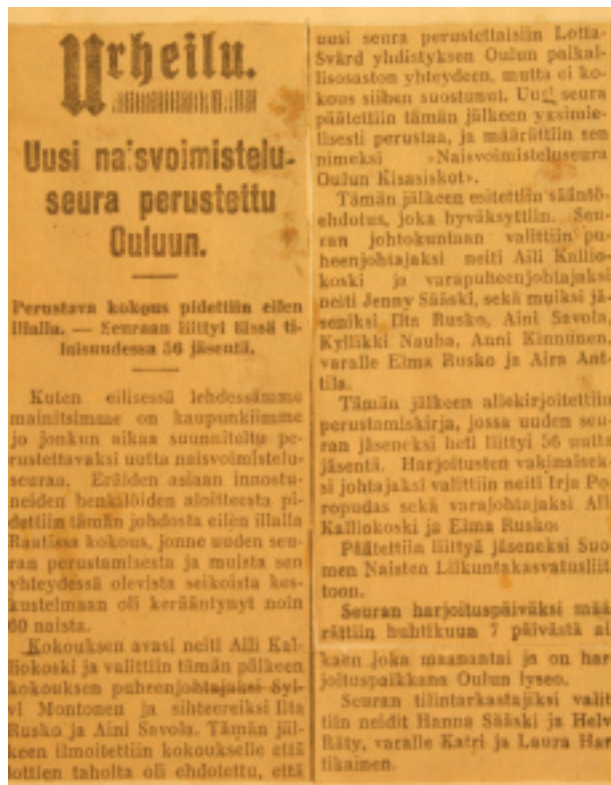 Urheilu.
Uusi naisvoimistelu-
seura perustettu
Ouluun.
Perustava kokous pidettiin eilen
illalla. — Seuraan liittyi tässä ti-
laisuudessa 56 jäsentä.
Kuten eilisessä lehdessämme
mainitsimme on kaupunkiimme
jo jonkun aikaa suunniteltu pe-
rustettavaksi uutta naisvoimistelu-
seuraa. Eräiden asiaan innostu-
neiden henkilöiden aloitteesta pi-
dettiin tämän johdosta eilen illalla
Rautissa kokous, jonne uuden seu-
ran perustamisesta ja muista sen
yhteydessä olevista seikoista kes-
kustelmaan oli kerääntynyt noin
60 naista.
Kokouksen avasi neiti Aili Kal-
liokoski ja valittiin tämän jälkeen
kokouksen puheenjohtajaksi Syl-
vi Montonen ja sihteereiksi Iita
Rusko ja Aini Savola. Tämän jäl-
keen ilmoitettiin kokoukselle että
lottien taholta oli ehdotettu, että
uusi seura perustettaisiin Lotta-
Svärd yhdistyksen Oulun paikal-
lisosaston yhteyteen, mutta ei ko-
kous siihen suostunut. Uusi seura
päätettiin tämän jälkeen yksimie-
lisesti perustaa, ja määrättiin sen
nimeksi »Naisvoimisteluseura
Oulun Kisasiskot».
Tämän jälkeen esitettiin sääntö-
ehdotus, joka hyväksyttiin. Seu-
ran johtokuntaan valittiin pu-
heenjohtajaksi neiti Aili Kallio-
koski ja varapuheenjohtajaksi
neiti Jenny Sääski, sekä muiksi jä-
seniksi Iita Rusko, Aini Savola,
Kyllikki Nauha, Anni Kinnunen,
varalle Elma Rusko ja Aira Ant-
tila.
Tämän jälkeen allekirjoitettiin
perustamiskirja, jossa uuden seu-
ran jäseneksi heti liittyi 56 uutta
jäsentä. Harjoitusten vakinaisek-
si johtajaksi valittiin neiti Irja Po
ropudas sekä varajohtajaksi Aili
Kalliokoski ja Elma Rusko.
Päätettiin liittyä jäseneksi Suo
men Naisten Liikuntakasvatusliit
toon.
Seuran harjoituspäiväksi mää
rättiin huhtikuun 7 päivästä al
kaen joka maanantai ja on har
joituspaikkana Oulun lyseo.
Seuran tilintarkastajiksi valit
tiin neidit Hanna Sääski ja Helv
Räty, varalle Katri ja Laura Har
tikainen.